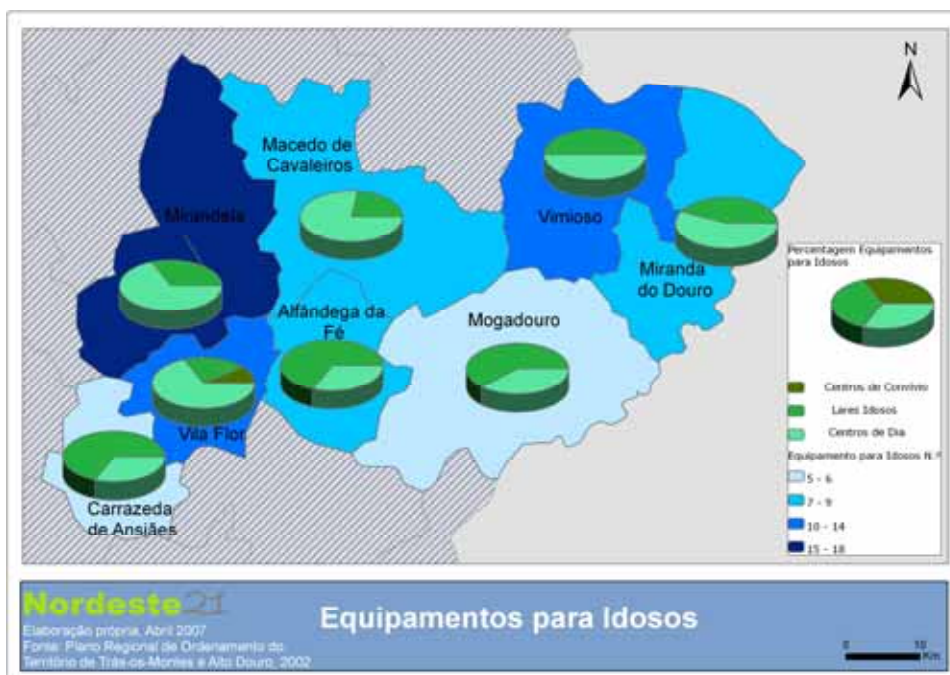 N
Macedo de
Cavaleiros
Mirandela
Vimioso
Miranda
do Douro
Alfândega da
Fé
Mogadouro
Vila Flor
Carrazeda
de Ansiães
Percentagem Equipamentos
para Idosos
Centros de Convívio
Lares Idosos
Centros de Dia
Equipamento para Idosos N.º
5 - 6
7 - 9
10 - 14
15 - 18
Nordeste 21
Elaboração própria, Abril 2007
Fonte: Plano Regional de Ordenamento do
Território de Trás-os-Montes e Alto Douro, 2002
Equipamentos para Idosos
0 10
Km